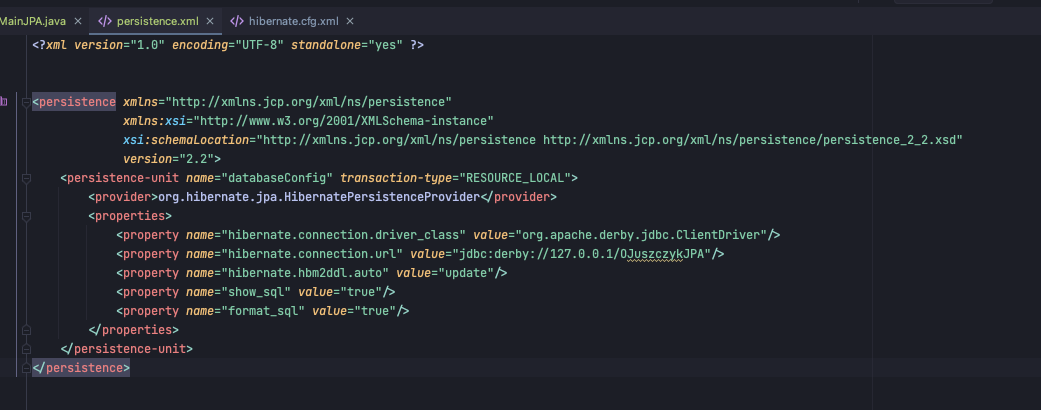 MainJPA.java × </> persistence.xml × </> hibernate.cfg.xml ×
<?xml version="1.0" encoding="UTF-8" standalone="yes" ?>
<persistence xmlns="http://xmlns.jcp.org/xml/ns/persistence"
xmlns:xsi="http://www.w3.org/2001/XMLSchema-instance"
xsi:schemaLocation="http://xmlns.jcp.org/xml/ns/persistence http://xmlns.jcp.org/xml/ns/persistence/persistence_2_2.xsd"
version="2.2">
<persistence-unit name="databaseConfig" transaction-type="RESOURCE_LOCAL">
<provider>org.hibernate.jpa.HibernatePersistenceProvider</provider>
<properties>
<property name="hibernate.connection.driver_class" value="org.apache.derby.jdbc.ClientDriver"/>
<property name="hibernate.connection.url" value="jdbc:derby://127.0.0.1/OJuszczykJPA"/>
<property name="hibernate.hbm2ddl.auto" value="update"/>
<property name="show_sql" value="true"/>
<property name="format_sql" value="true"/>
</properties>
</persistence-unit>
</persistence>